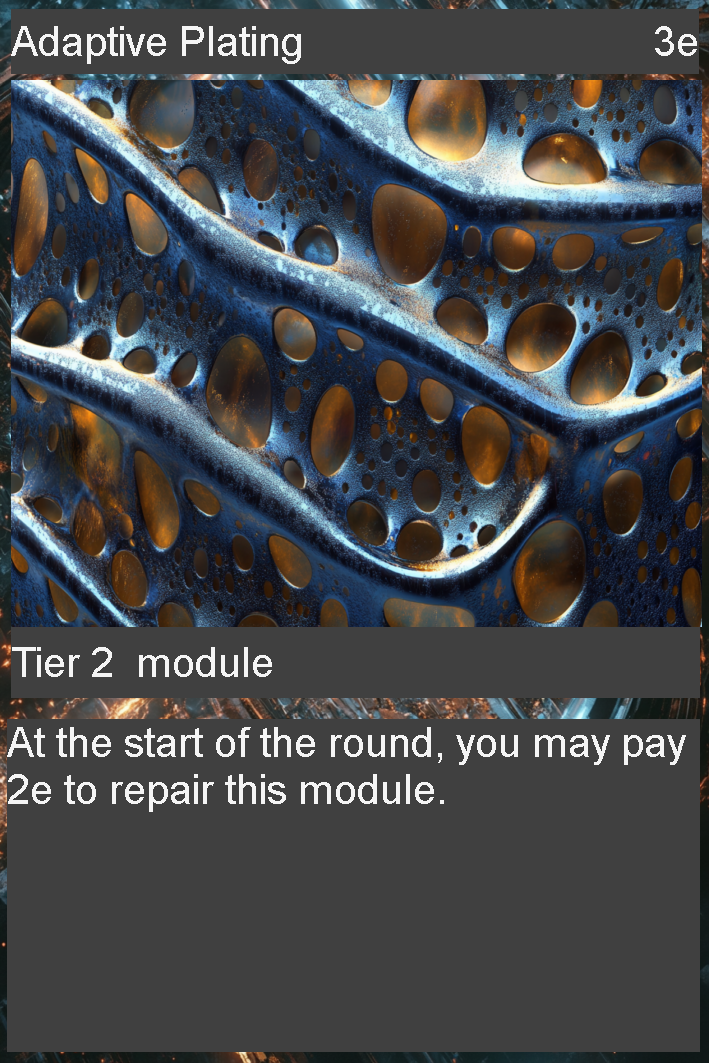 Adaptive Plating 3e
Tier 2  module
At the start of the round, you may pay
2e to repair this module.